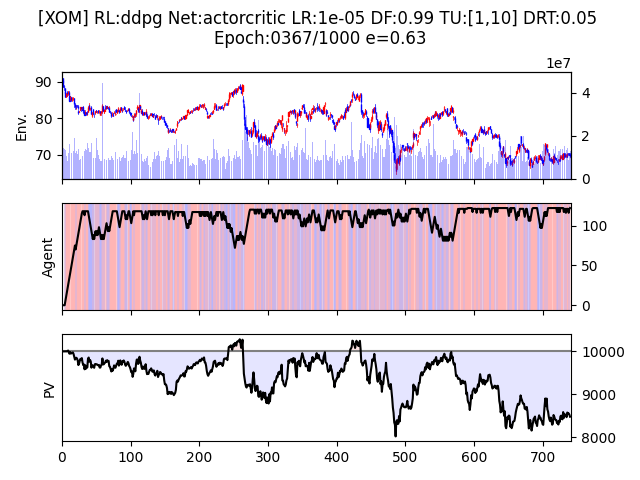 [XOM] RL:ddpg Net:actorcritic LR:1e-05 DF:0.99 TU:[1,10] DRT:0.05
Epoch:0367/1000 e=0.63
1e7
90
80
70
Env.
4
2
0
Agent
100
50
0
PV
10000
9000
8000
0 100 200 300 400 500 600 700